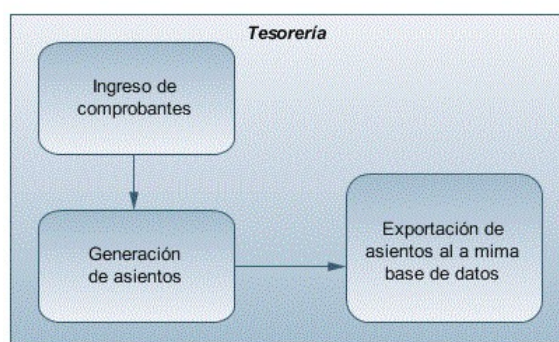 Tesorería
Ingreso de
comprobantes
Generación
de asientos
Exportación de
asientos al a mima
base de datos